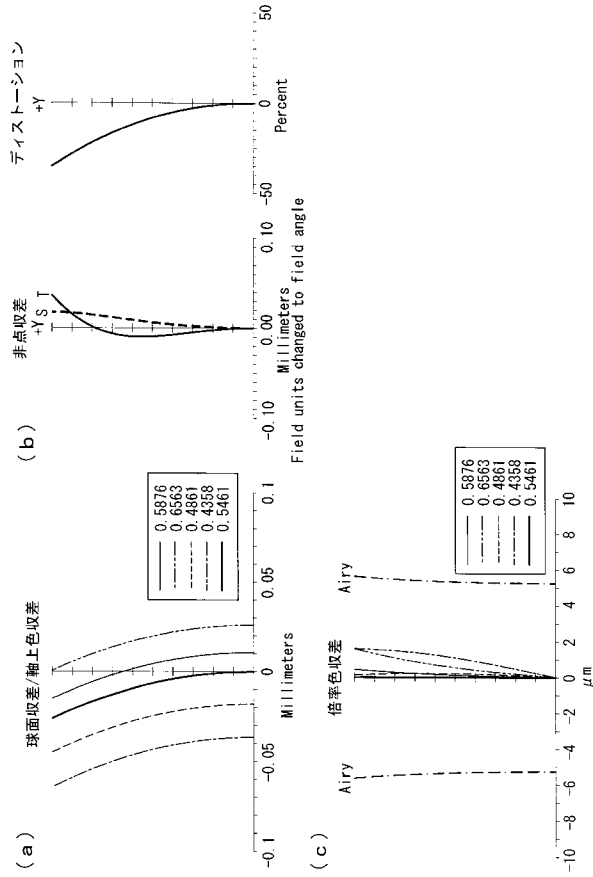 (a)
球面収差/軸上色収差
0.5876
0.6563
0.4861
0.4358
0.5461
-0.1
-0.05
0
0.05
0.1
Millimeters
(b)
非点収差
+Y S T
-0.10
0.00
0.10
Millimeters
Field units changed to field angle
ディストーション
+Y
-50
0
50
Percent
(c)
倍率色収差
Airy
Airy
0.5876
0.6563
0.4861
0.4358
0.5461
-10 -8 -6 -4 -2 0 2 4 6 8 10
μm